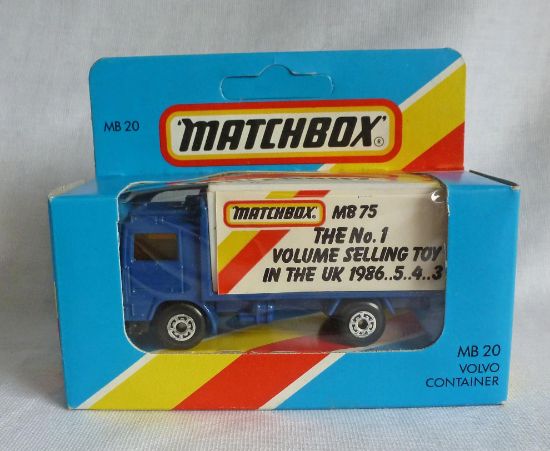 MB 20
"MATCHBOX"
®
MATCHBOX MB 75
THE No. 1
VOLUME SELLING TOY
IN THE UK 1986..5..4..3
MB 20
VOLVO
CONTAINER